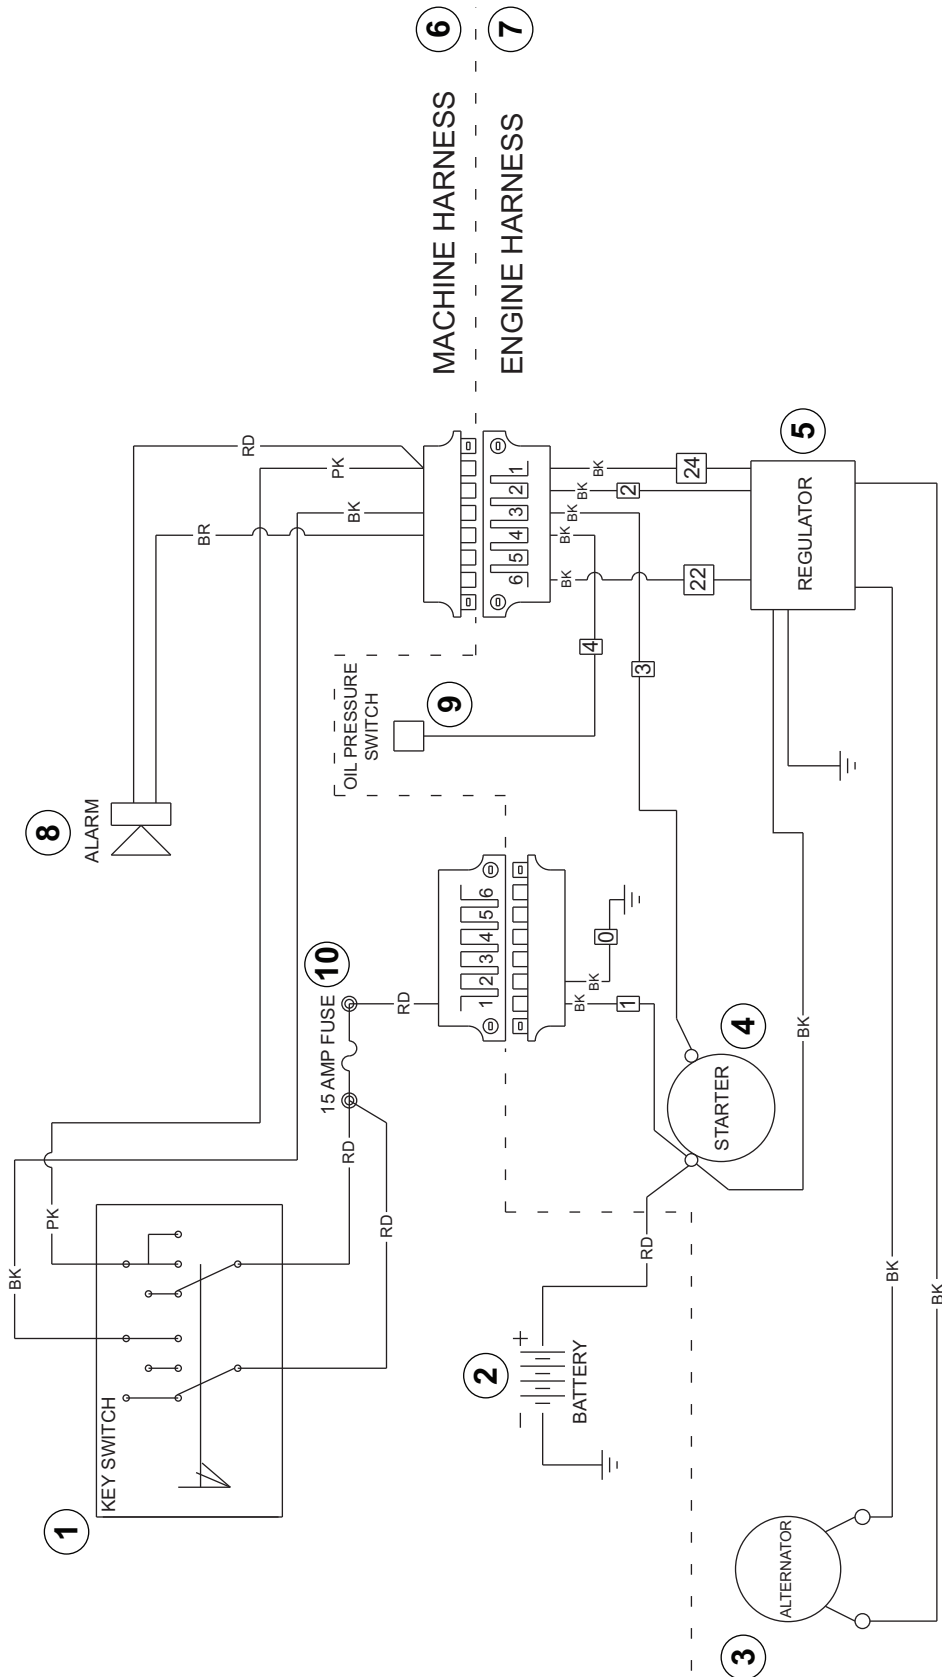 1
KEY SWITCH
BK
PK
RD
RD
8
ALARM
BR
BK
PK
RD
10
15 AMP FUSE
RD
1 2 3 4 5 6
OIL PRESSURE
SWITCH
9
MACHINE HARNESS
6
ENGINE HARNESS
7
6 5 4 3 2 1
BK
BK
BK
BK
BK
22
4
3
2
24
2
BATTERY
- +
RD
BK
BK
1
0
4
STARTER
BK
5
REGULATOR
3
ALTERNATOR
BK
BK